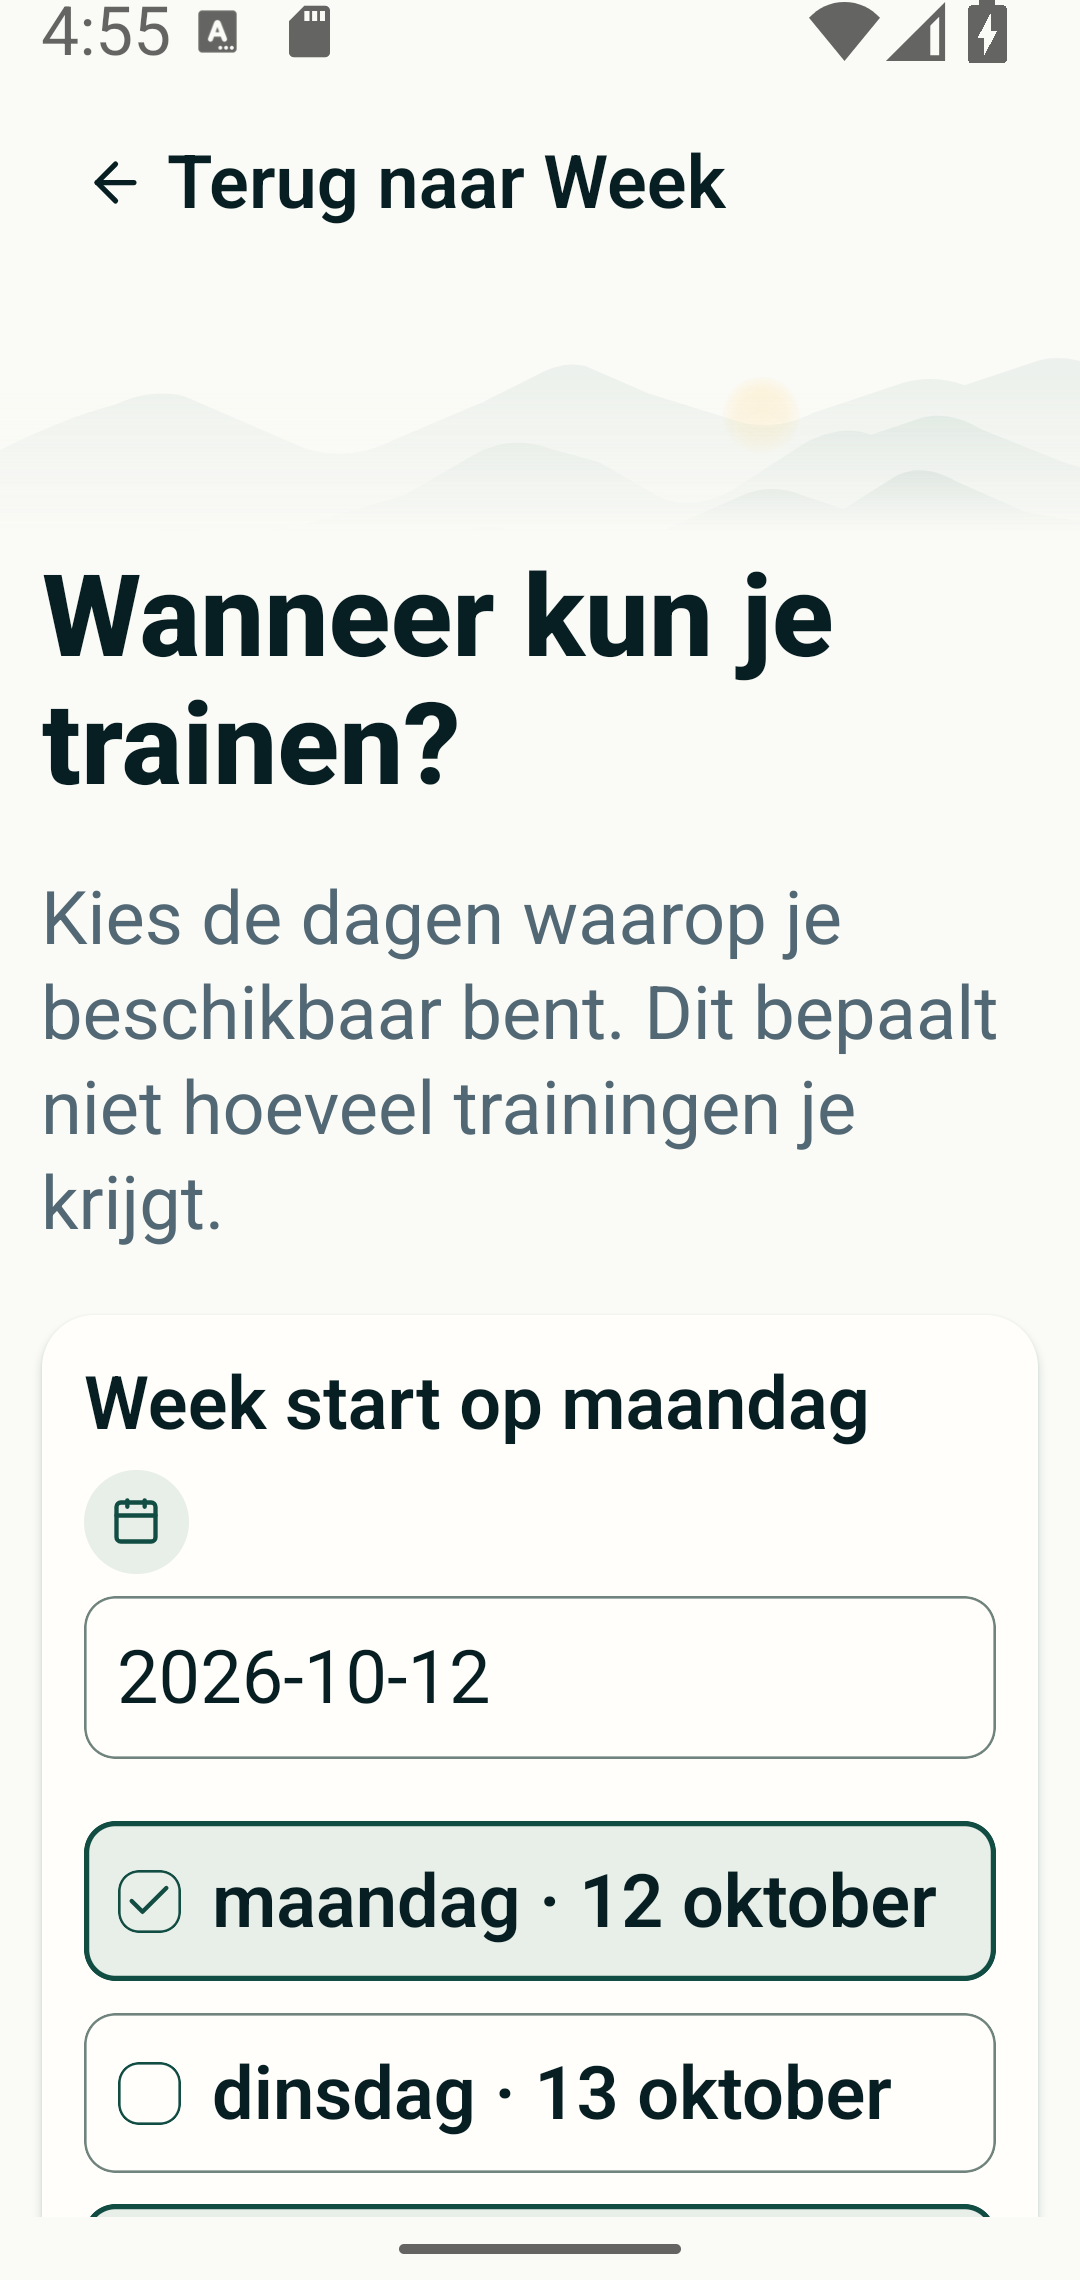 4:55
Terug naar Week
Wanneer kun je
trainen?
Kies de dagen waarop je
beschikbaar bent. Dit bepaalt
niet hoeveel trainingen je
krijgt.
Week start op maandag
2026-10-12
maandag · 12 oktober
dinsdag · 13 oktober